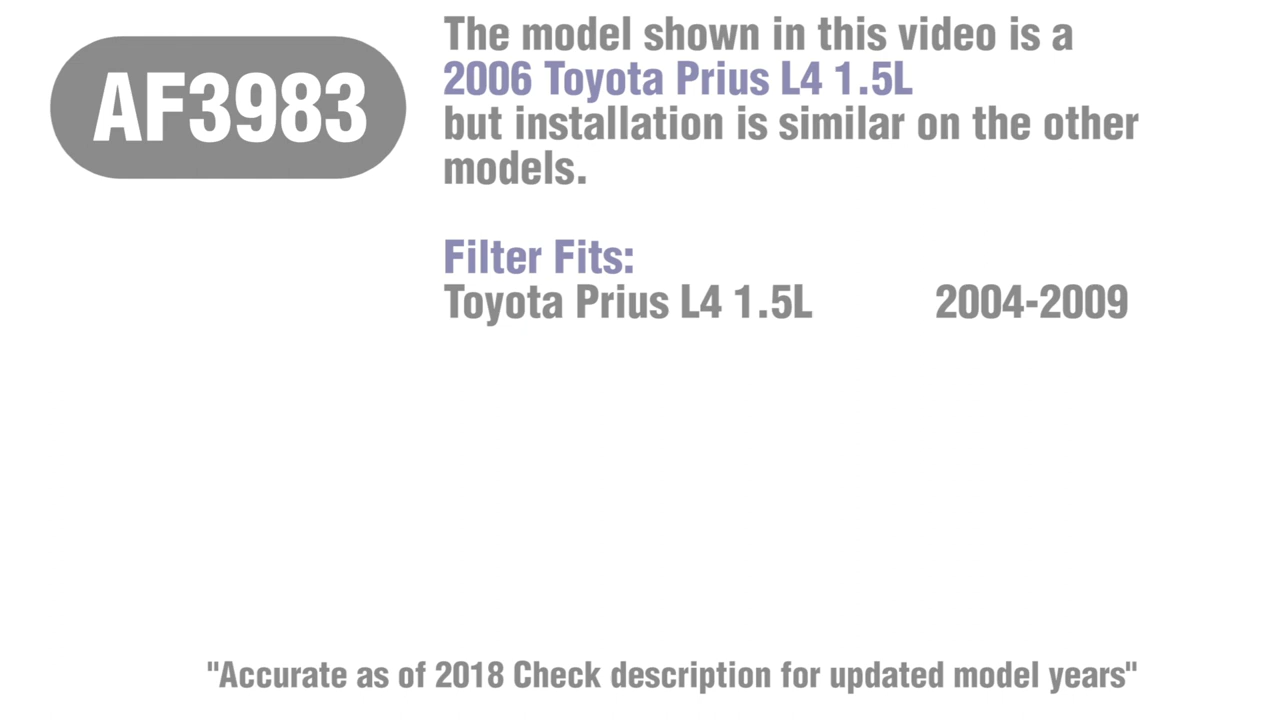 AF3983
The model shown in this video is a
2006 Toyota Prius L4 1.5L
but installation is similar on the other
models.
Filter Fits:
Toyota Prius L4 1.5L 2004-2009
"Accurate as of 2018 Check description for updated model years"